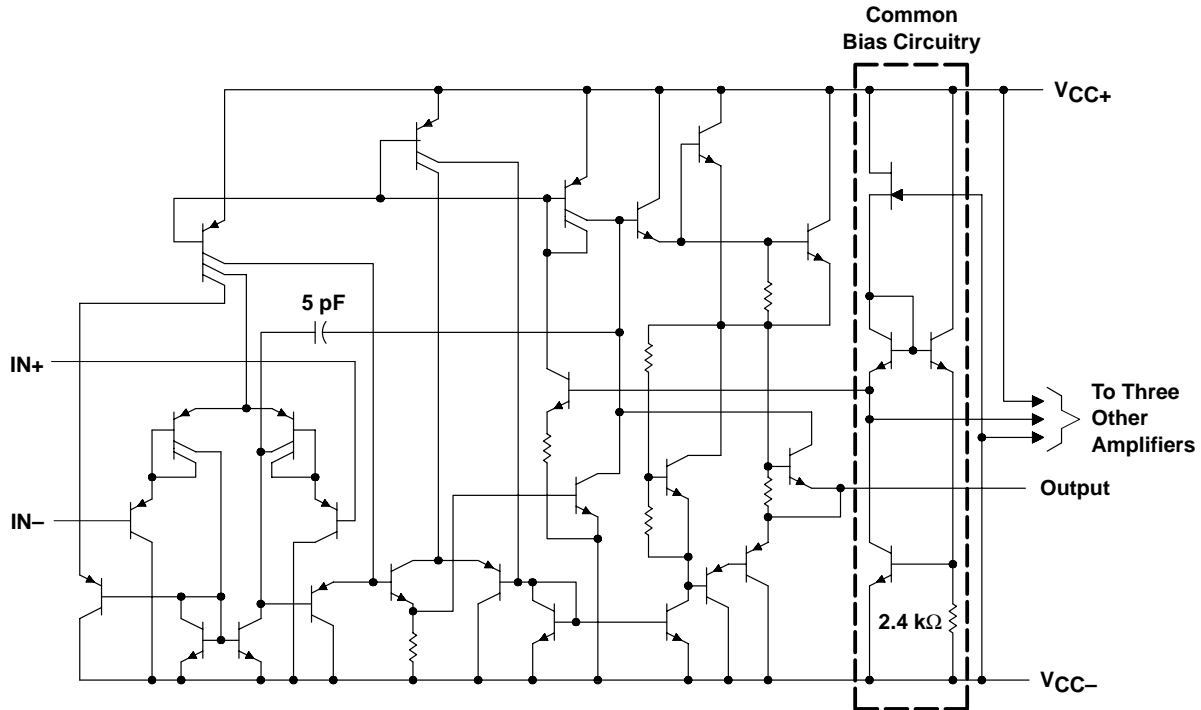 Common
Bias Circuitry
VCC+
5 pF
IN+
To Three
Other
Amplifiers
Output
IN–
2.4 kΩ
VCC–